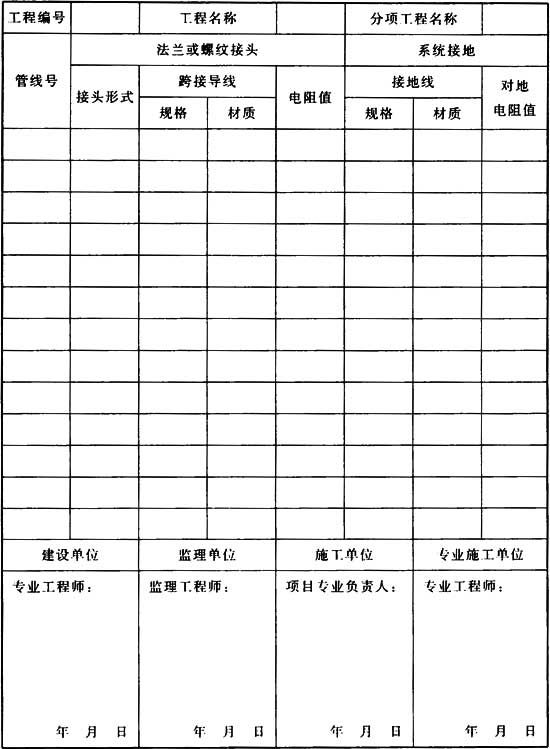 工程编号 工程名称 分项工程名称
管线号 法兰或螺纹接头 系统接地
接头形式 跨接导线 电阻值 接地线 对地电阻值
规格 材质 规格 材质
建设单位 监理单位 施工单位 专业施工单位
专业工程师： 监理工程师： 项目专业负责人： 专业工程师：
年 月 日 年 月 日 年 月 日 年 月 日